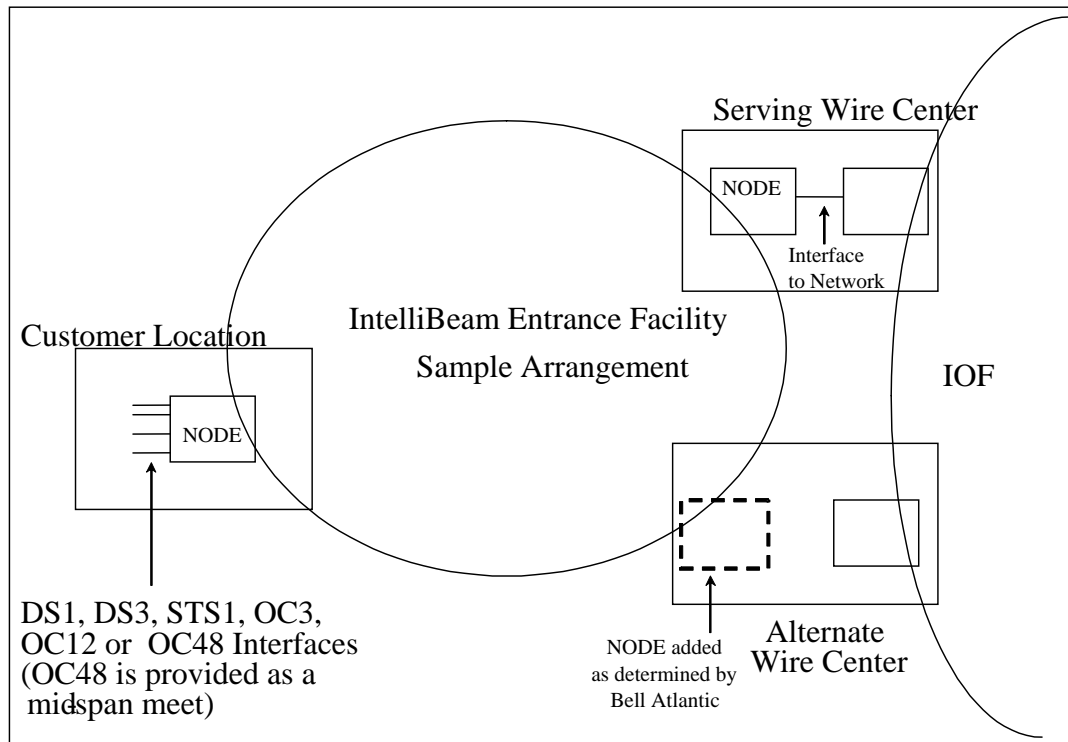 Serving Wire Center
NODE
Interface
to Network
IntelliBeam Entrance Facility
Sample Arrangement
Customer Location
NODE
IOF
DS1, DS3, STS1, OC3,
OC12 or OC48 Interfaces
(OC48 is provided as a
midspan meet)
NODE added
as determined by
Bell Atlantic
Alternate
Wire Center